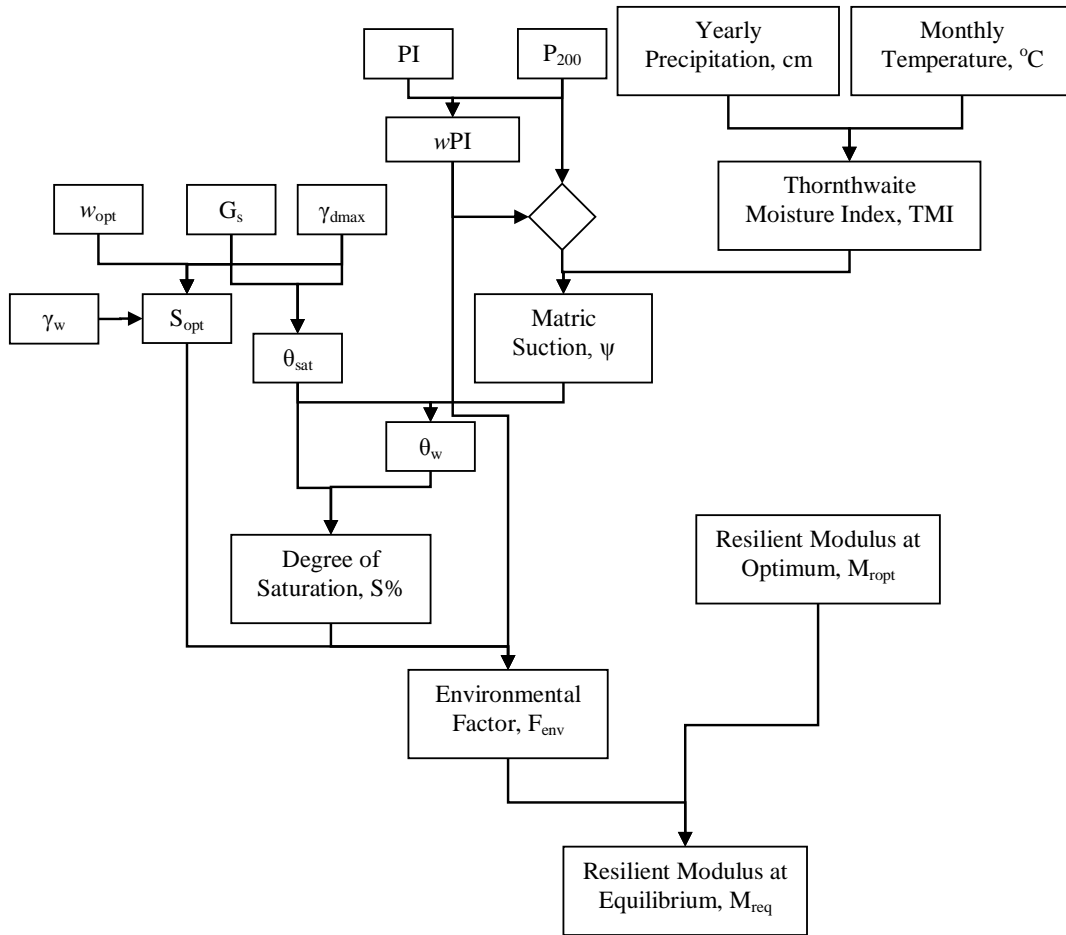 Yearly
Precipitation, cm
Monthly
Temperature, °C
PI
P200
wPI
Thornthwaite
Moisture Index, TMI
wopt
Gs
γdmax
γw
Sopt
Matric
Suction, ψ
θsat
θw
Degree of
Saturation, S%
Resilient Modulus at
Optimum, Mropt
Environmental
Factor, Fenv
Resilient Modulus at
Equilibrium, Mreq